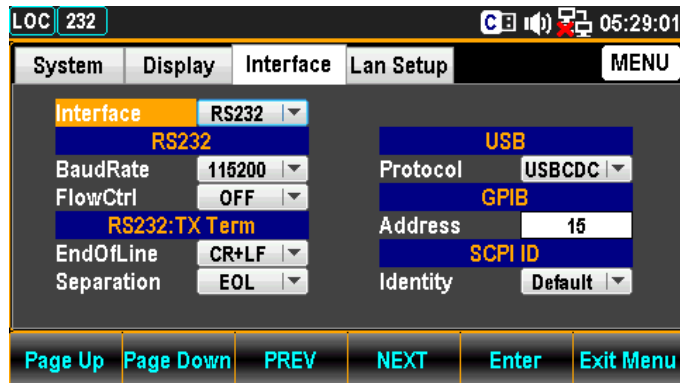 LOC 232 C 05:29:01
System Display Interface Lan Setup MENU
Interface RS232
RS232 USB
BaudRate 115200 Protocol USBCDC
FlowCtrl OFF GPIB
RS232:TX Term Address 15
EndOfLine CR+LF SCPI ID
Separation EOL Identity Default
Page Up Page Down PREV NEXT Enter Exit Menu